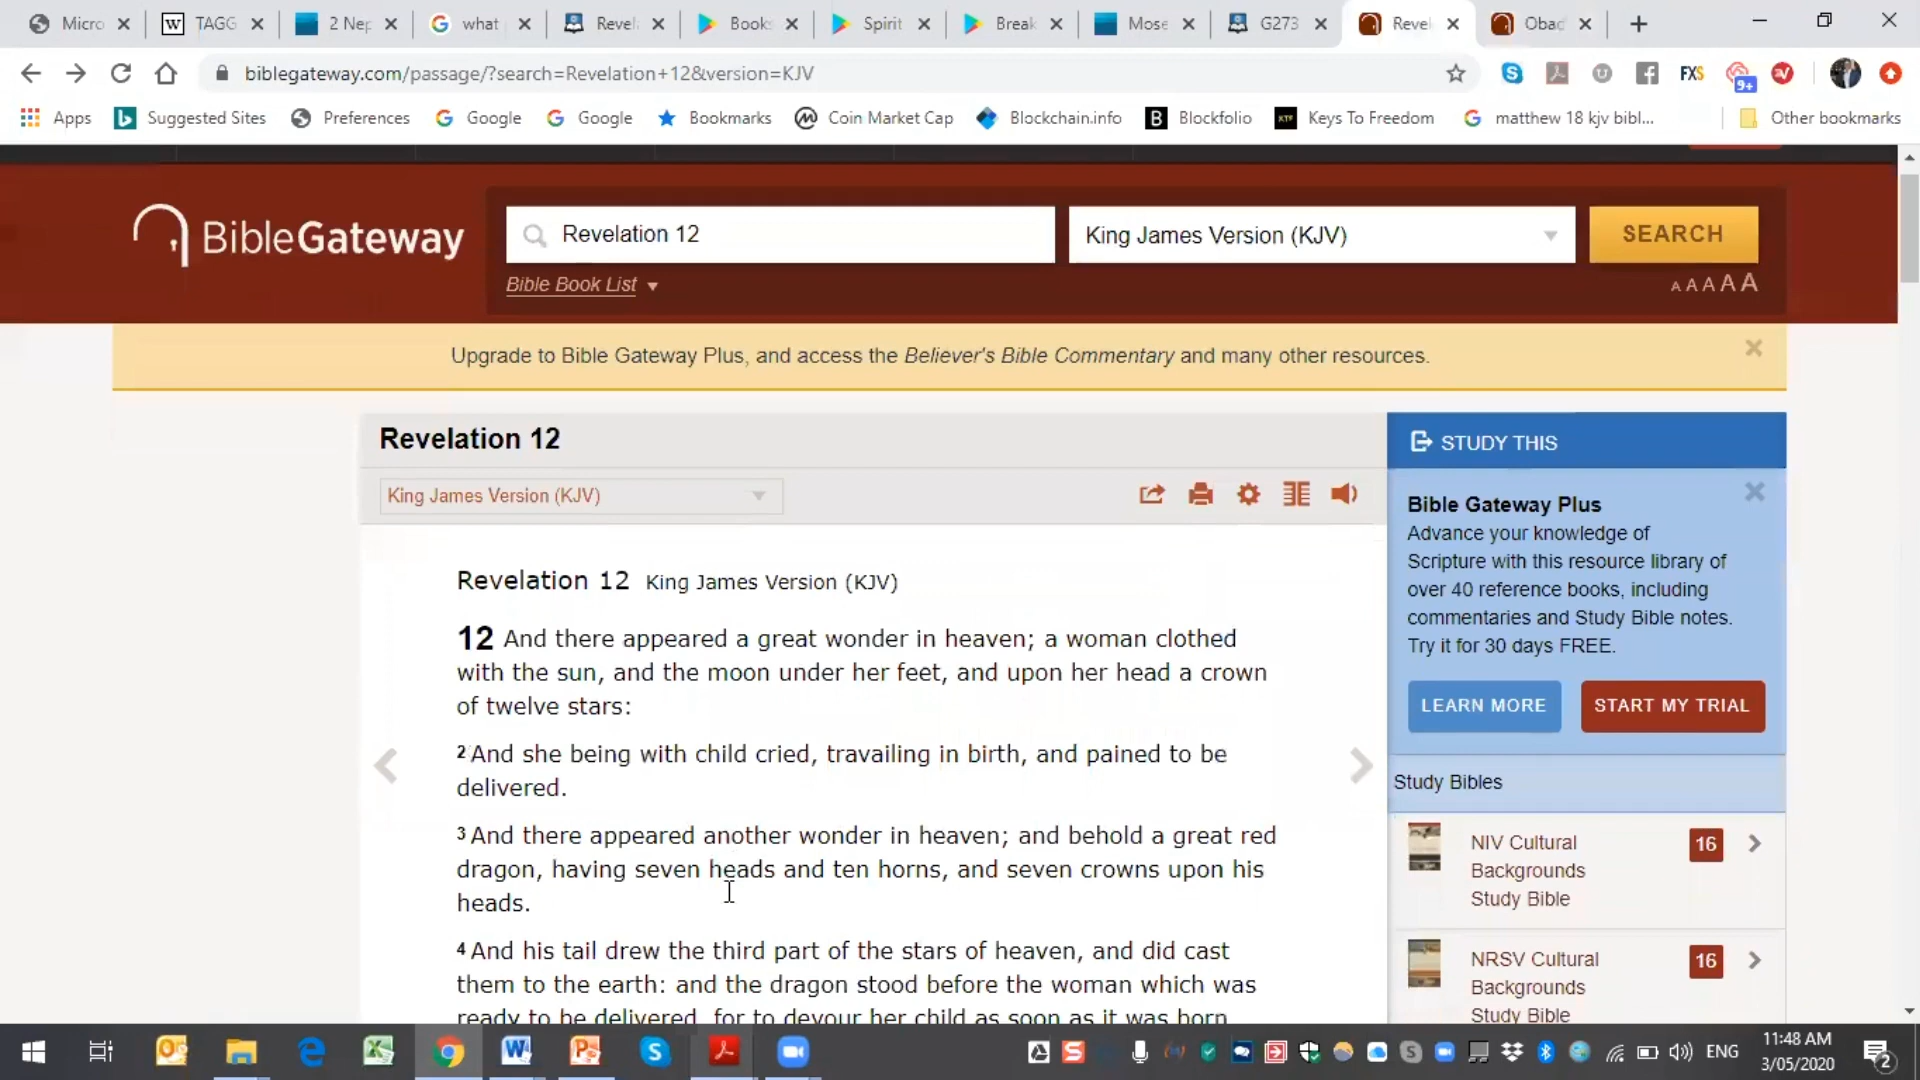 Micro
TAGG
2 Nep
what
Revel
Books
Spirit
Break
Mose
G273
Revel
Obad
biblegateway.com/passage/?search=Revelation+12&version=KJV
FXS
9+
Apps
Suggested Sites
Preferences
Google
Google
Bookmarks
Coin Market Cap
Blockchain.info
Blockfolio
Keys To Freedom
matthew 18 kjv bibl...
Other bookmarks
BibleGateway
Revelation 12
King James Version (KJV)
SEARCH
Bible Book List
A A A A A
Upgrade to Bible Gateway Plus, and access the Believer's Bible Commentary and many other resources.
Revelation 12
King James Version (KJV)
Revelation 12 King James Version (KJV)
12 And there appeared a great wonder in heaven; a woman clothed
with the sun, and the moon under her feet, and upon her head a crown
of twelve stars:
2 And she being with child cried, travailing in birth, and pained to be
delivered.
3 And there appeared another wonder in heaven; and behold a great red
dragon, having seven heads and ten horns, and seven crowns upon his
heads.
4 And his tail drew the third part of the stars of heaven, and did cast
them to the earth: and the dragon stood before the woman which was
ready to be delivered, for to devour her child as soon as it was born.
STUDY THIS
Bible Gateway Plus
Advance your knowledge of
Scripture with this resource library of
over 40 reference books, including
commentaries and Study Bible notes.
Try it for 30 days FREE.
LEARN MORE
START MY TRIAL
Study Bibles
NIV Cultural
Backgrounds
Study Bible
16
NRSV Cultural
Backgrounds
Study Bible
16
ENG
11:48 AM
3/05/2020
2